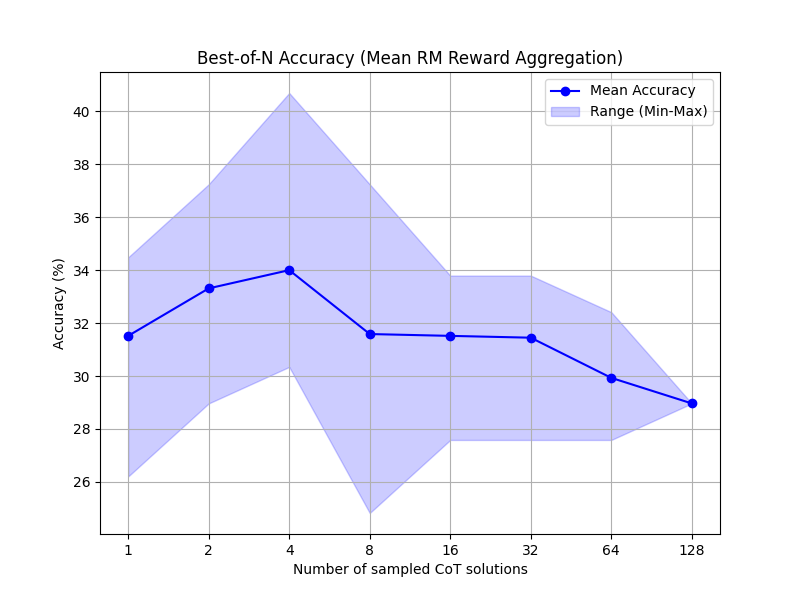 Best-of-N Accuracy (Mean RM Reward Aggregation)
Mean Accuracy
Range (Min-Max)
Accuracy (%)
40
38
36
34
32
30
28
26
1 2 4 8 16 32 64 128
Number of sampled CoT solutions